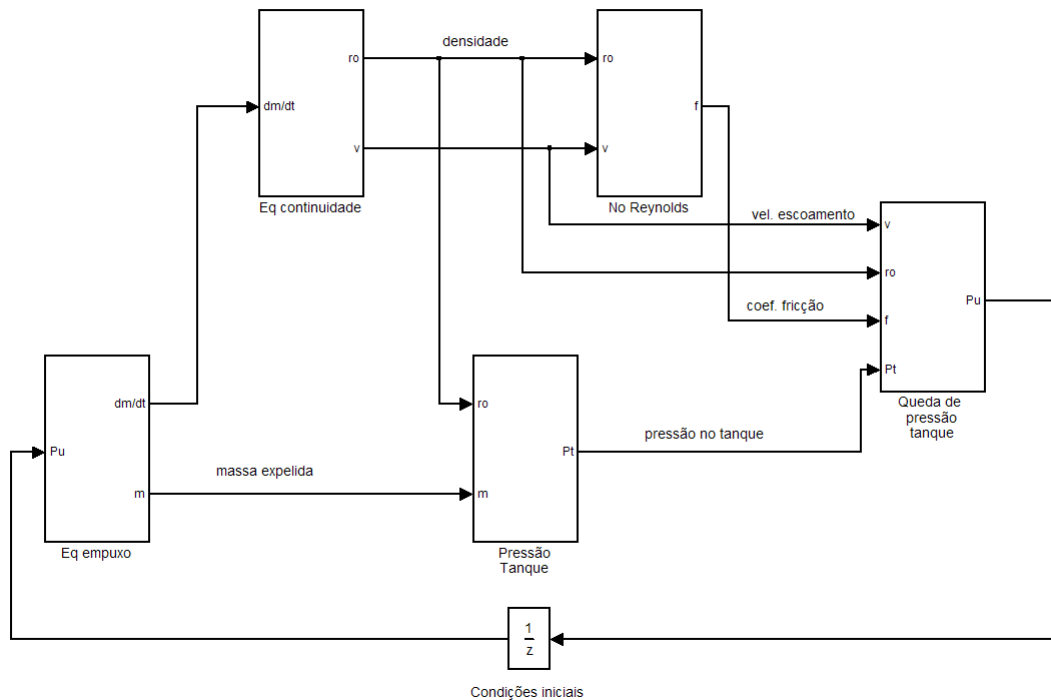 densidade
ro
ro
dm/dt
f
v
v
Eq continuidade
No Reynolds
vel. escoamento
v
ro
Pu
coef. fricção
f
Pt
Queda de
pressão
tanque
dm/dt
ro
pressão no tanque
Pu
Pt
massa expelida
m
m
Eq empuxo
Pressão
Tanque
1
z
Condições iniciais